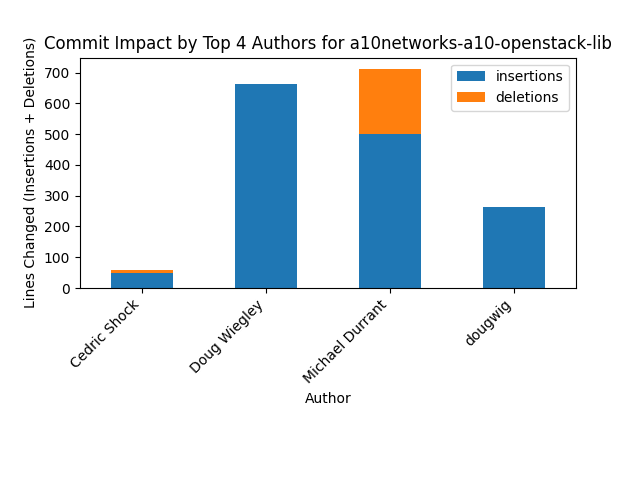 Commit Impact by Top 4 Authors for a10networks-a10-openstack-lib
Lines Changed (Insertions + Deletions)
700
600
500
400
300
200
100
0
insertions
deletions
Cedric Shock
Doug Wiegley
Michael Durrant
dougwig
Author